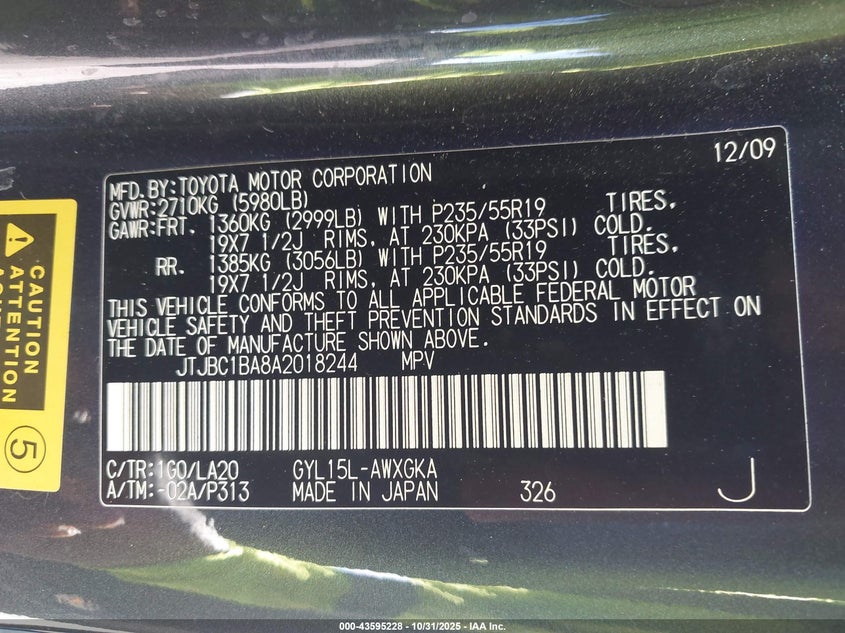 12/09
MFD.BY:TOYOTA MOTOR CORPORATION
GVWR:2710KG (5980LB)
GAWR:FRT. 1360KG (2999LB) WITH P235/55R19 TIRES,
19X7 1/2J RIMS, AT 230KPA (33PSI) COLD.
RR. 1385KG (3056LB) WITH P235/55R19 TIRES,
19X7 1/2J RIMS, AT 230KPA (33PSI) COLD.
THIS VEHICLE CONFORMS TO ALL APPLICABLE FEDERAL MOTOR
VEHICLE SAFETY AND THEFT PREVENTION STANDARDS IN EFFECT ON
THE DATE OF MANUFACTURE SHOWN ABOVE.
JTJBC1BA8A2018244 MPV
C/TR:1G0/LA20 GYL15L-AWXGKA
A/TM:-02A/P313 MADE IN JAPAN 326 J
CAUTION
ATTENTION
5
000-43595228 - 10/31/2025 - IAA Inc.